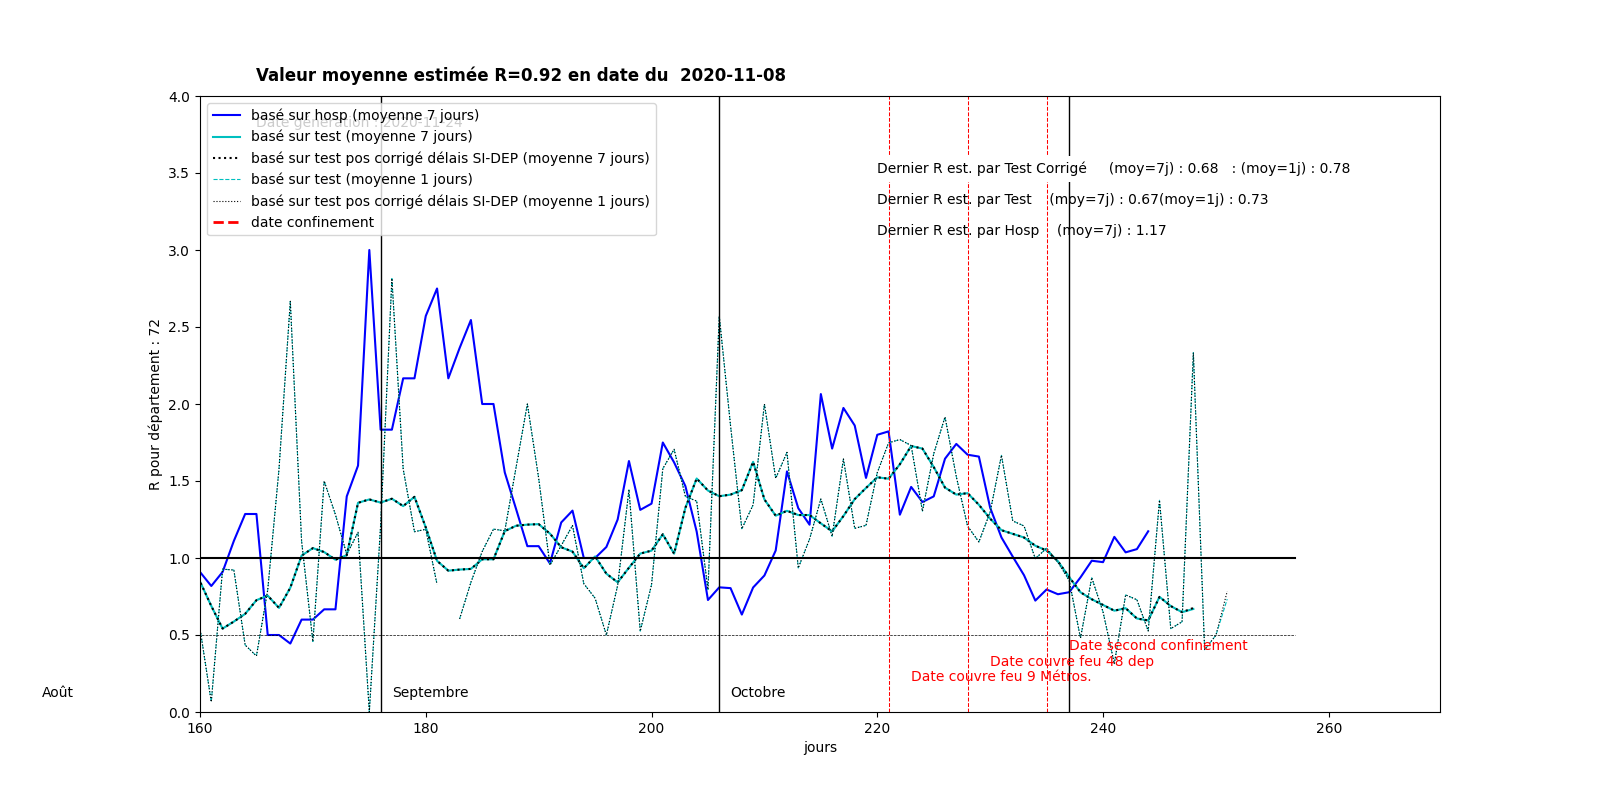 Valeur moyenne estimée R=0.92 en date du  2020-11-08
4.0
3.5
3.0
2.5
2.0
1.5
1.0
0.5
0.0
R pour département : 72
basé sur hosp (moyenne 7 jours)
Date génération : 2020-11-24
basé sur test (moyenne 7 jours)
basé sur test pos corrigé délais SI-DEP (moyenne 7 jours)
basé sur test (moyenne 1 jours)
basé sur test pos corrigé délais SI-DEP (moyenne 1 jours)
date confinement
Dernier R est. par Test Corrigé     (moy=7j) : 0.68   : (moy=1j) : 0.78
Dernier R est. par Test    (moy=7j) : 0.67(moy=1j) : 0.73
Dernier R est. par Hosp    (moy=7j) : 1.17
Date second confinement
Date couvre feu 48 dep
Date couvre feu 9 Métros.
Août
Septembre
Octobre
160
180
200
220
240
260
jours